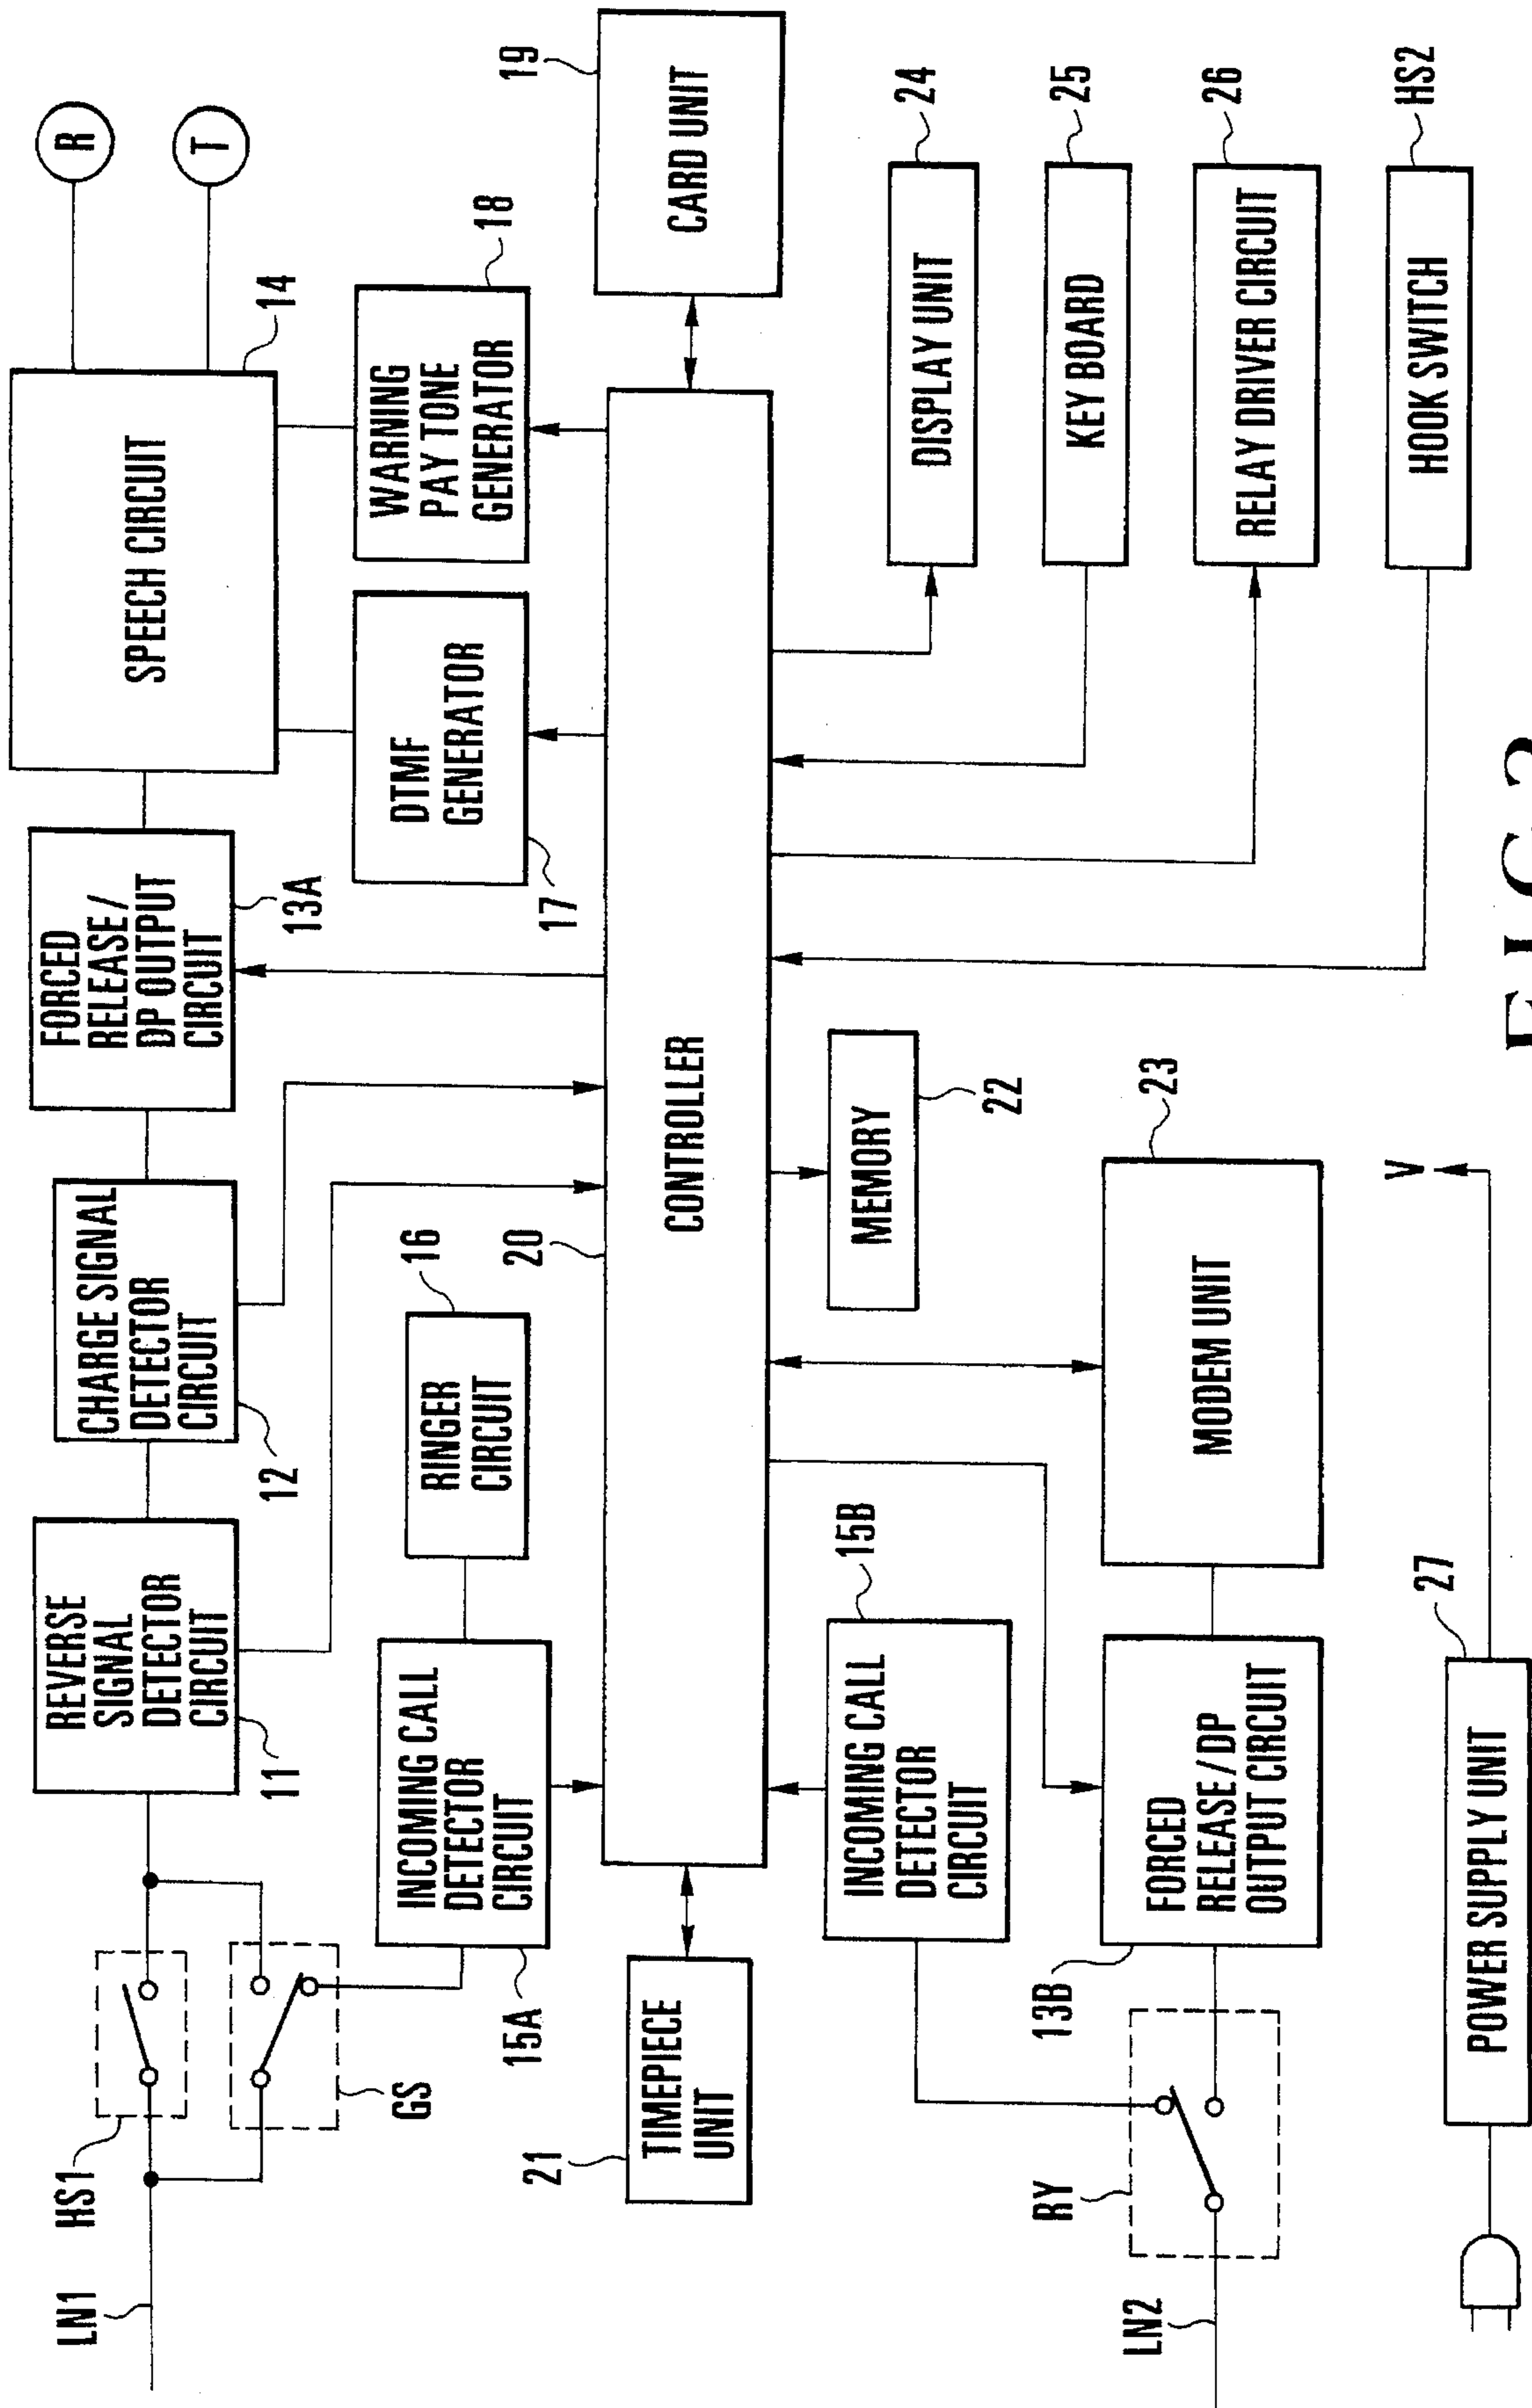 LN1
HS1
GS
REVERSE
SIGNAL
DETECTOR
CIRCUIT
11
CHARGE SIGNAL
DETECTOR
CIRCUIT
12
FORCED
RELEASE/
DP OUTPUT
CIRCUIT
13A
SPEECH CIRCUIT
14
R
T
INCOMING CALL
DETECTOR
CIRCUIT
15A
RINGER
CIRCUIT
16
DTMF
GENERATOR
17
WARNING
PAY TONE
GENERATOR
18
CARD UNIT
19
TIMEPIECE
UNIT
21
CONTROLLER
20
INCOMING CALL
DETECTOR
CIRCUIT
15B
MEMORY
22
DISPLAY UNIT
24
KEY BOARD
25
RELAY DRIVER CIRCUIT
26
HOOK SWITCH
HS2
LN2
RY
FORCED
RELEASE/DP
OUTPUT CIRCUIT
13B
MODEM UNIT
23
POWER SUPPLY UNIT
27
V